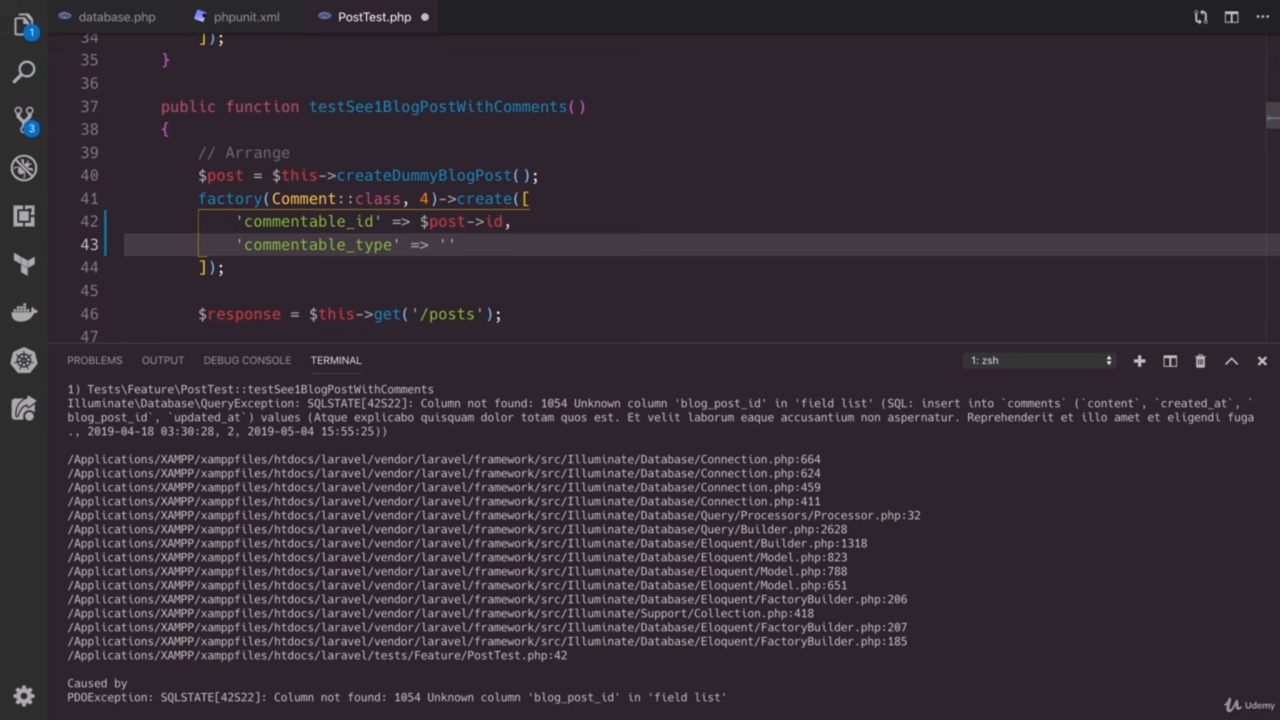 1
3
database.php
phpunit.xml
PostTest.php
34 ]);
35 }
36
37 public function testSee1BlogPostWithComments()
38 {
39 // Arrange
40 $post = $this->createDummyBlogPost();
41 factory(Comment::class, 4)->create([
42 'commentable_id' => $post->id,
43 'commentable_type' => ''
44 ]);
45
46 $response = $this->get('/posts');
47
PROBLEMS OUTPUT DEBUG CONSOLE TERMINAL 1: zsh
1) Tests\Feature\PostTest::testSee1BlogPostWithComments
Illuminate\Database\QueryException: SQLSTATE[42S22]: Column not found: 1054 Unknown column 'blog_post_id' in 'field list' (SQL: insert into `comments` (`content`, `created_at`, `
blog_post_id`, `updated_at`) values (Atque explicabo quisquam dolor totam quos est. Et velit laborum eaque accusantium non aspernatur. Reprehenderit et illo amet et eligendi fuga
., 2019-04-18 03:30:28, 2, 2019-05-04 15:55:25))
/Applications/XAMPP/xamppfiles/htdocs/laravel/vendor/laravel/framework/src/Illuminate/Database/Connection.php:664
/Applications/XAMPP/xamppfiles/htdocs/laravel/vendor/laravel/framework/src/Illuminate/Database/Connection.php:624
/Applications/XAMPP/xamppfiles/htdocs/laravel/vendor/laravel/framework/src/Illuminate/Database/Connection.php:459
/Applications/XAMPP/xamppfiles/htdocs/laravel/vendor/laravel/framework/src/Illuminate/Database/Connection.php:411
/Applications/XAMPP/xamppfiles/htdocs/laravel/vendor/laravel/framework/src/Illuminate/Database/Query/Processors/Processor.php:32
/Applications/XAMPP/xamppfiles/htdocs/laravel/vendor/laravel/framework/src/Illuminate/Database/Query/Builder.php:2628
/Applications/XAMPP/xamppfiles/htdocs/laravel/vendor/laravel/framework/src/Illuminate/Database/Eloquent/Builder.php:1318
/Applications/XAMPP/xamppfiles/htdocs/laravel/vendor/laravel/framework/src/Illuminate/Database/Eloquent/Model.php:823
/Applications/XAMPP/xamppfiles/htdocs/laravel/vendor/laravel/framework/src/Illuminate/Database/Eloquent/Model.php:788
/Applications/XAMPP/xamppfiles/htdocs/laravel/vendor/laravel/framework/src/Illuminate/Database/Eloquent/Model.php:651
/Applications/XAMPP/xamppfiles/htdocs/laravel/vendor/laravel/framework/src/Illuminate/Database/Eloquent/FactoryBuilder.php:206
/Applications/XAMPP/xamppfiles/htdocs/laravel/vendor/laravel/framework/src/Illuminate/Support/Collection.php:418
/Applications/XAMPP/xamppfiles/htdocs/laravel/vendor/laravel/framework/src/Illuminate/Database/Eloquent/FactoryBuilder.php:207
/Applications/XAMPP/xamppfiles/htdocs/laravel/vendor/laravel/framework/src/Illuminate/Database/Eloquent/FactoryBuilder.php:185
/Applications/XAMPP/xamppfiles/htdocs/laravel/tests/Feature/PostTest.php:42
Caused by
PDOException: SQLSTATE[42S22]: Column not found: 1054 Unknown column 'blog_post_id' in 'field list'
Udemy